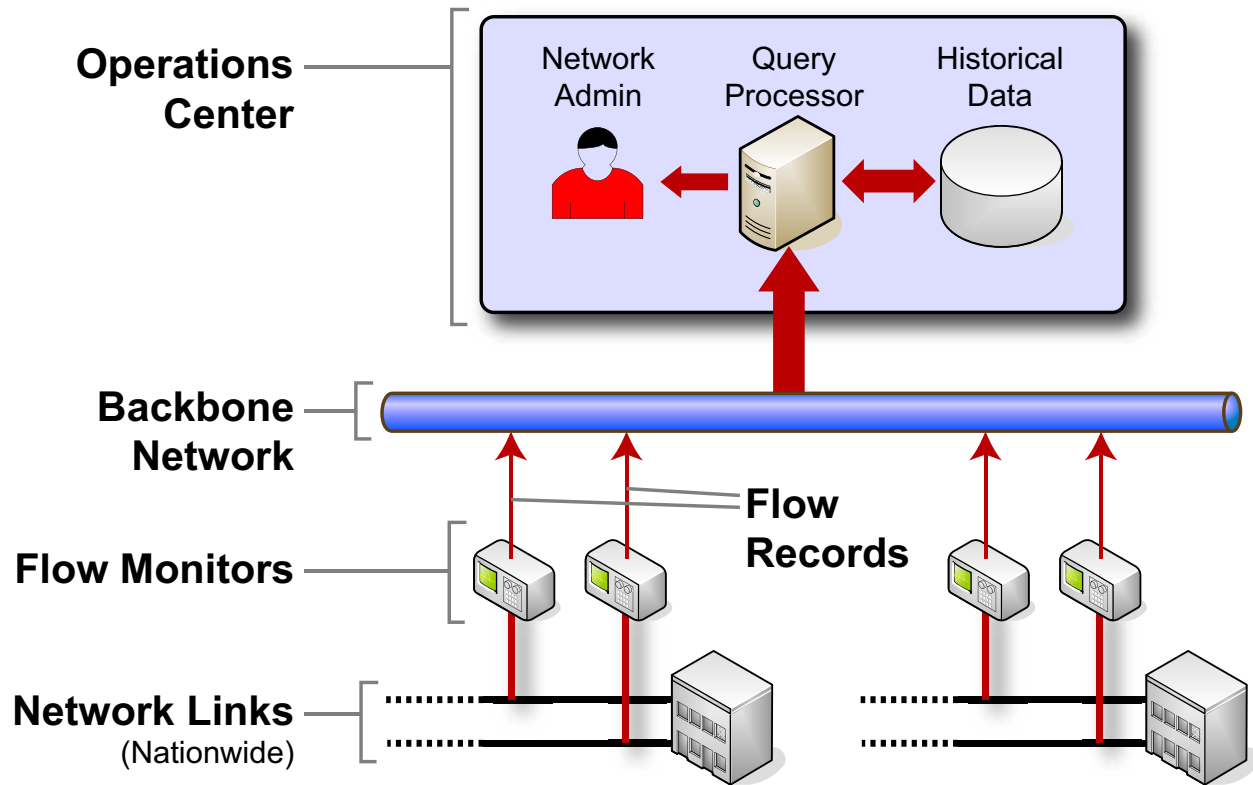 Operations
Center
Network
Admin
Query
Processor
Historical
Data
Backbone
Network
Flow
Records
Flow Monitors
Network Links
(Nationwide)